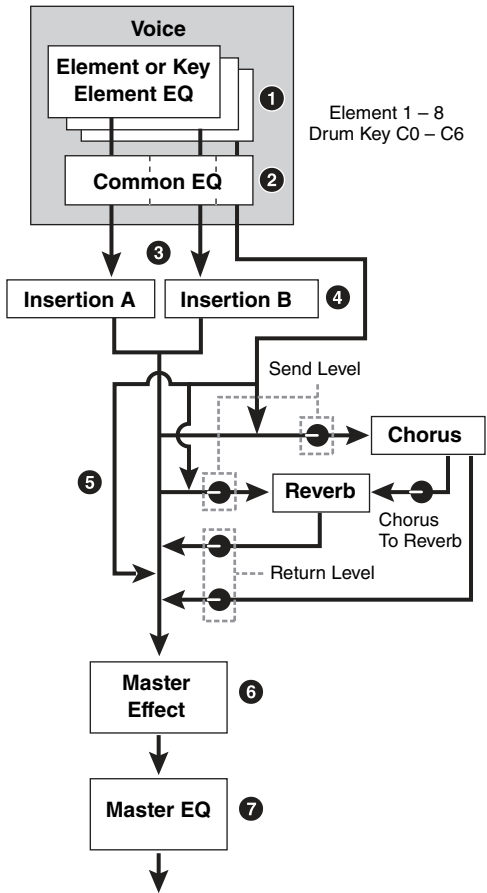 Voice
Element or Key
Element EQ
1
Element 1 – 8
Drum Key C0 – C6
Common EQ
2
3
Insertion A
Insertion B
4
Send Level
Chorus
5
Reverb
Chorus
To Reverb
Return Level
Master
Effect
6
Master EQ
7